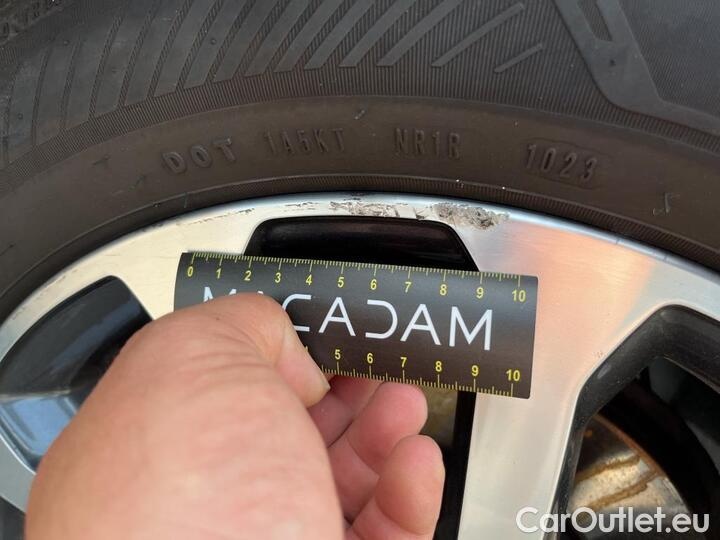 DOT 1A5KT NR1R 1023
0 1 2 3 4 5 6 7 8 9 10
MACADAM
5 6 7 8 9 10
CarOutlet.eu